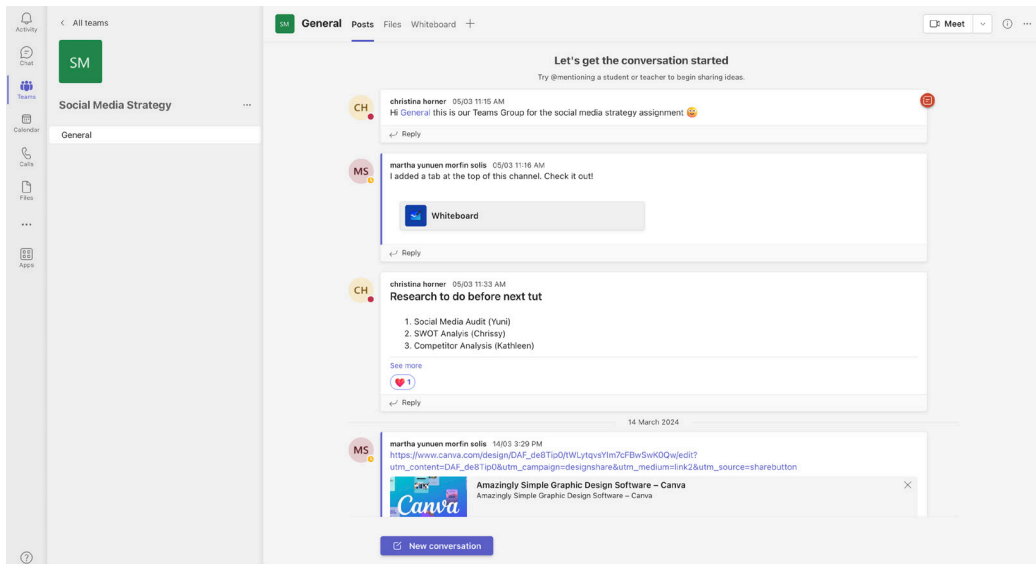 Activity
Chat
Teams
Calendar
Calls
Files
Apps
All teams
SM
Social Media Strategy
General
SM General Posts Files Whiteboard
Meet
Let's get the conversation started
Try @mentioning a student or teacher to begin sharing ideas.
CH
christina horner 05/03 11:15 AM
Hi General this is our Teams Group for the social media strategy assignment
Reply
MS
martha yunuen morfin solis 05/03 11:16 AM
I added a tab at the top of this channel. Check it out!
Whiteboard
Reply
CH
christina horner 05/03 11:33 AM
Research to do before next tut
1. Social Media Audit (Yuni)
2. SWOT Analyis (Chrissy)
3. Competitor Analysis (Kathleen)
See more
1
Reply
14 March 2024
MS
martha yunuen morfin solis 14/03 3:29 PM
https://www.canva.com/design/DAF_de8Tip0/tWLytqvsYIm7cFBwSwK0Qw/edit?
utm_content=DAF_de8Tip0&utm_campaign=designshare&utm_medium=link2&utm_source=sharebutton
Canva
Amazingly Simple Graphic Design Software – Canva
Amazingly Simple Graphic Design Software – Canva
New conversation